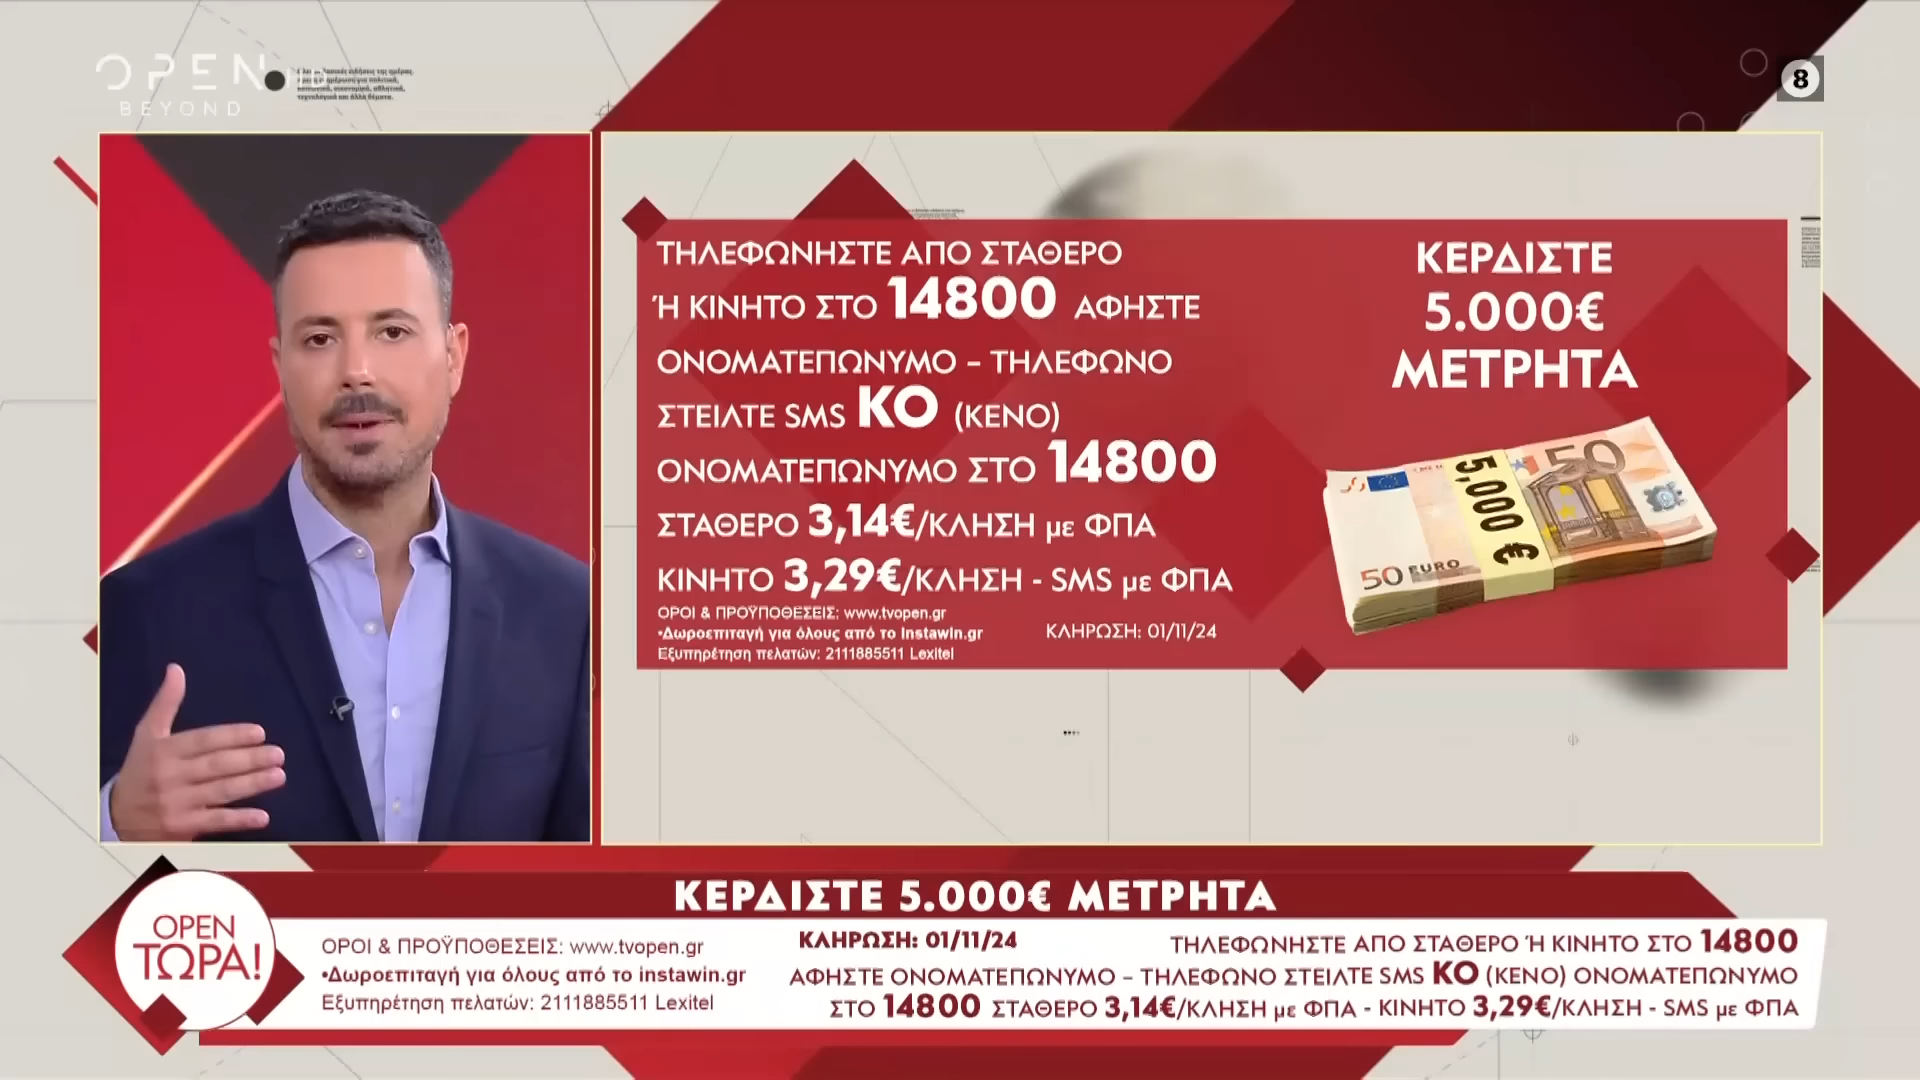 OPEN
BEYOND
8
ΤΗΛΕΦΩΝΗΣΤΕ ΑΠΟ ΣΤΑΘΕΡΟ
Ή ΚΙΝΗΤΟ ΣΤΟ 14800 ΑΦΗΣΤΕ
ΟΝΟΜΑΤΕΠΩΝΥΜΟ – ΤΗΛΕΦΩΝΟ
ΣΤΕΙΛΤΕ SMS ΚΟ (ΚΕΝΟ)
ΟΝΟΜΑΤΕΠΩΝΥΜΟ ΣΤΟ 14800
ΣΤΑΘΕΡΟ 3,14€/ΚΛΗΣΗ με ΦΠΑ
ΚΙΝΗΤΟ 3,29€/ΚΛΗΣΗ - SMS με ΦΠΑ
ΟΡΟΙ & ΠΡΟΫΠΟΘΕΣΕΙΣ: www.tvopen.gr
•Δωροεπιταγή για όλους από το instawin.gr
Εξυπηρέτηση πελατών: 2111885511 Lexitel
ΚΛΗΡΩΣΗ: 01/11/24
ΚΕΡΔΙΣΤΕ
5.000€
ΜΕΤΡΗΤΑ
5,000 €
50
50 EURO
ΚΕΡΔΙΣΤΕ 5.000€ ΜΕΤΡΗΤΑ
OPEN
ΤΩΡΑ!
ΟΡΟΙ & ΠΡΟΫΠΟΘΕΣΕΙΣ: www.tvopen.gr
•Δωροεπιταγή για όλους από το instawin.gr
Εξυπηρέτηση πελατών: 2111885511 Lexitel
ΚΛΗΡΩΣΗ: 01/11/24
ΤΗΛΕΦΩΝΗΣΤΕ ΑΠΟ ΣΤΑΘΕΡΟ Ή ΚΙΝΗΤΟ ΣΤΟ 14800
ΑΦΗΣΤΕ ΟΝΟΜΑΤΕΠΩΝΥΜΟ – ΤΗΛΕΦΩΝΟ ΣΤΕΙΛΤΕ SMS ΚΟ (ΚΕΝΟ) ΟΝΟΜΑΤΕΠΩΝΥΜΟ
ΣΤΟ 14800 ΣΤΑΘΕΡΟ 3,14€/ΚΛΗΣΗ με ΦΠΑ - ΚΙΝΗΤΟ 3,29€/ΚΛΗΣΗ - SMS με ΦΠΑ